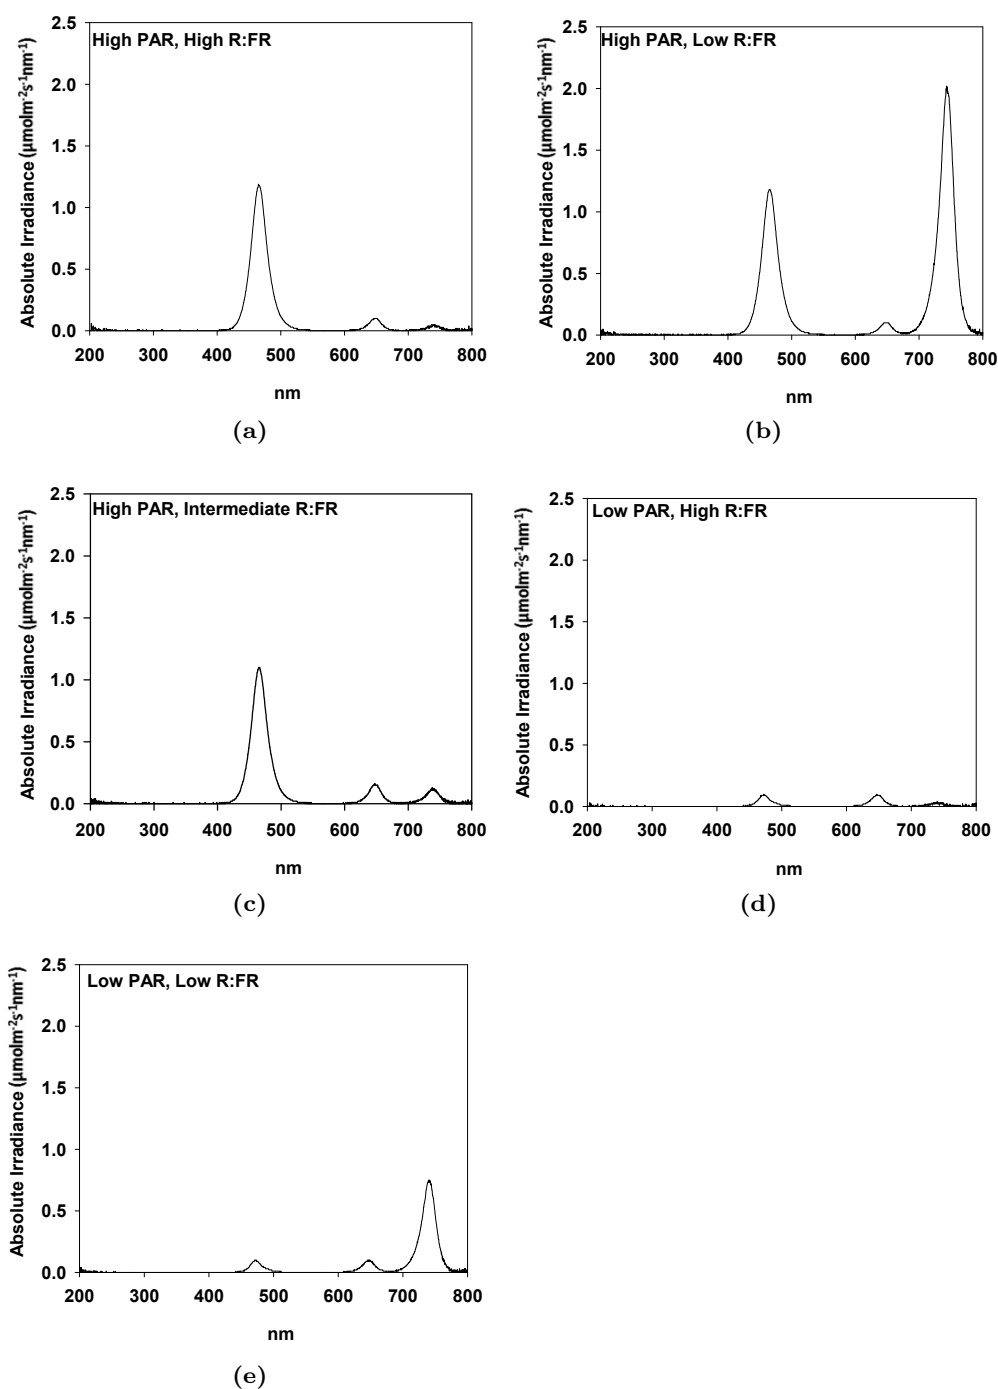 High PAR, High R:FR
Absolute Irradiance (μmolm-2s-1nm-1)
2.5
2.0
1.5
1.0
0.5
0.0
200 300 400 500 600 700 800
nm
(a)
High PAR, Low R:FR
Absolute Irradiance (μmolm-2s-1nm-1)
2.5
2.0
1.5
1.0
0.5
0.0
200 300 400 500 600 700 800
nm
(b)
High PAR, Intermediate R:FR
Absolute Irradiance (μmolm-2s-1nm-1)
2.5
2.0
1.5
1.0
0.5
0.0
200 300 400 500 600 700 800
nm
(c)
Low PAR, High R:FR
Absolute Irradiance (μmolm-2s-1nm-1)
2.5
2.0
1.5
1.0
0.5
0.0
200 300 400 500 600 700 800
nm
(d)
Low PAR, Low R:FR
Absolute Irradiance (μmolm-2s-1nm-1)
2.5
2.0
1.5
1.0
0.5
0.0
200 300 400 500 600 700 800
nm
(e)